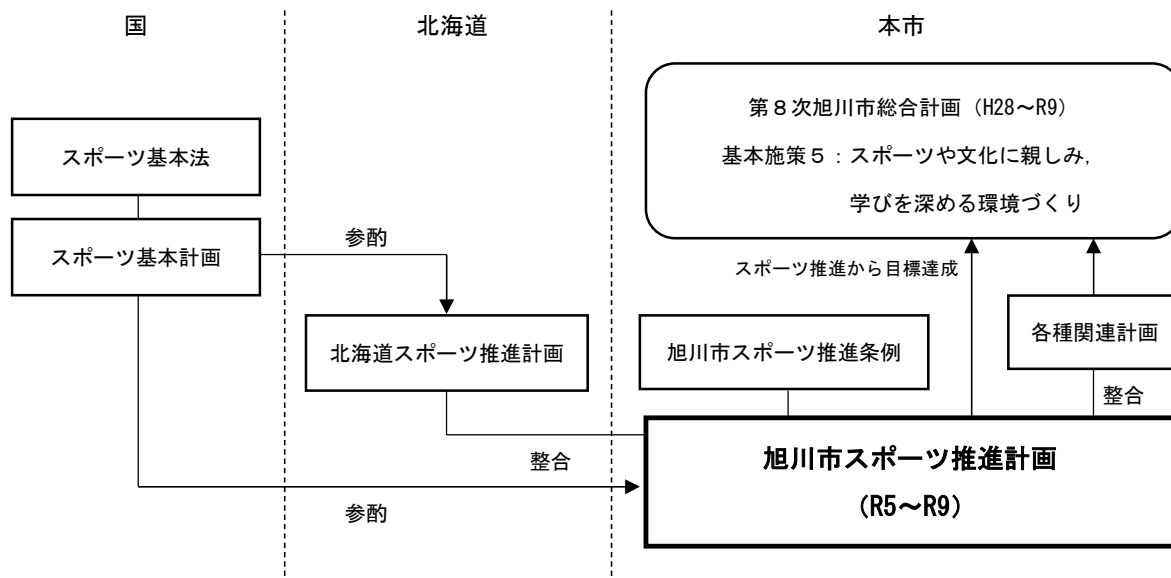 国
北海道
本市
第８次旭川市総合計画（H28～R9）
基本施策５：スポーツや文化に親しみ，
学びを深める環境づくり
スポーツ基本法
スポーツ基本計画
参酌
スポーツ推進から目標達成
北海道スポーツ推進計画
旭川市スポーツ推進条例
各種関連計画
整合
整合
旭川市スポーツ推進計画
（R5～R9）
参酌